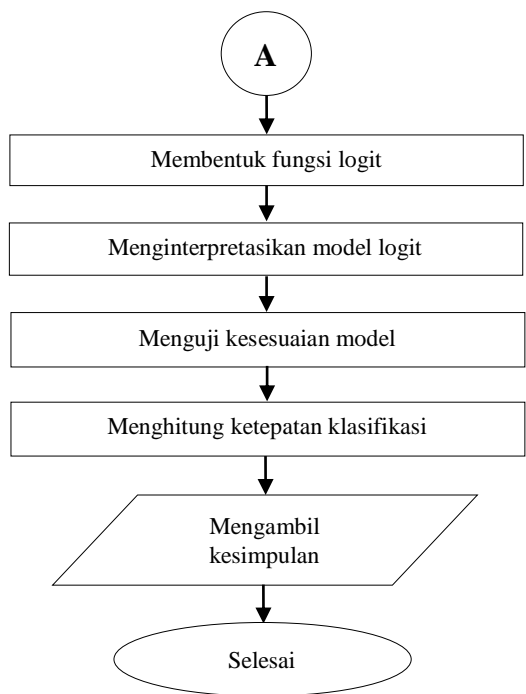 A
Membentuk fungsi logit
Menginterpretasikan model logit
Menguji kesesuaian model
Menghitung ketepatan klasifikasi
Mengambil
kesimpulan
Selesai